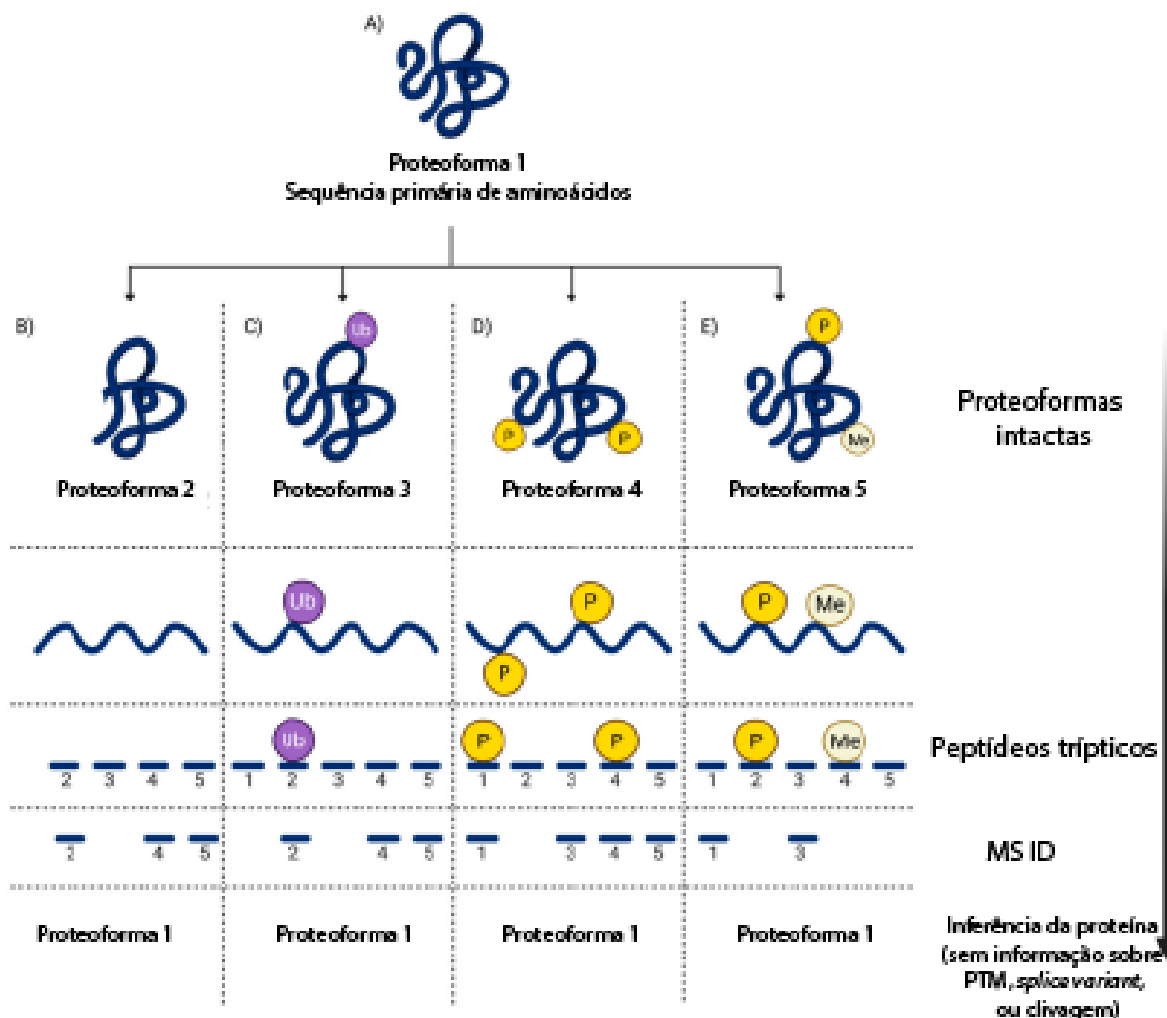 A)
Proteoforma 1
Sequência primária de aminoácidos
B)
C)
D)
E)
Ub
P
P
P
Me
Proteoforma 2
Proteoforma 3
Proteoforma 4
Proteoforma 5
Proteoformas
intactas
Ub
P
P
P
Me
Ub
P
P
P
Me
Peptídeos trípticos
2 3 4 5
1 2 3 4 5
1 2 3 4 5
1 2 3 4 5
2 4 5
2 4 5
1 3 4 5
1 3
MS ID
Proteoforma 1
Proteoforma 1
Proteoforma 1
Proteoforma 1
Inferência da proteína
(sem informação sobre
PTM, splice variant,
ou clivagem)